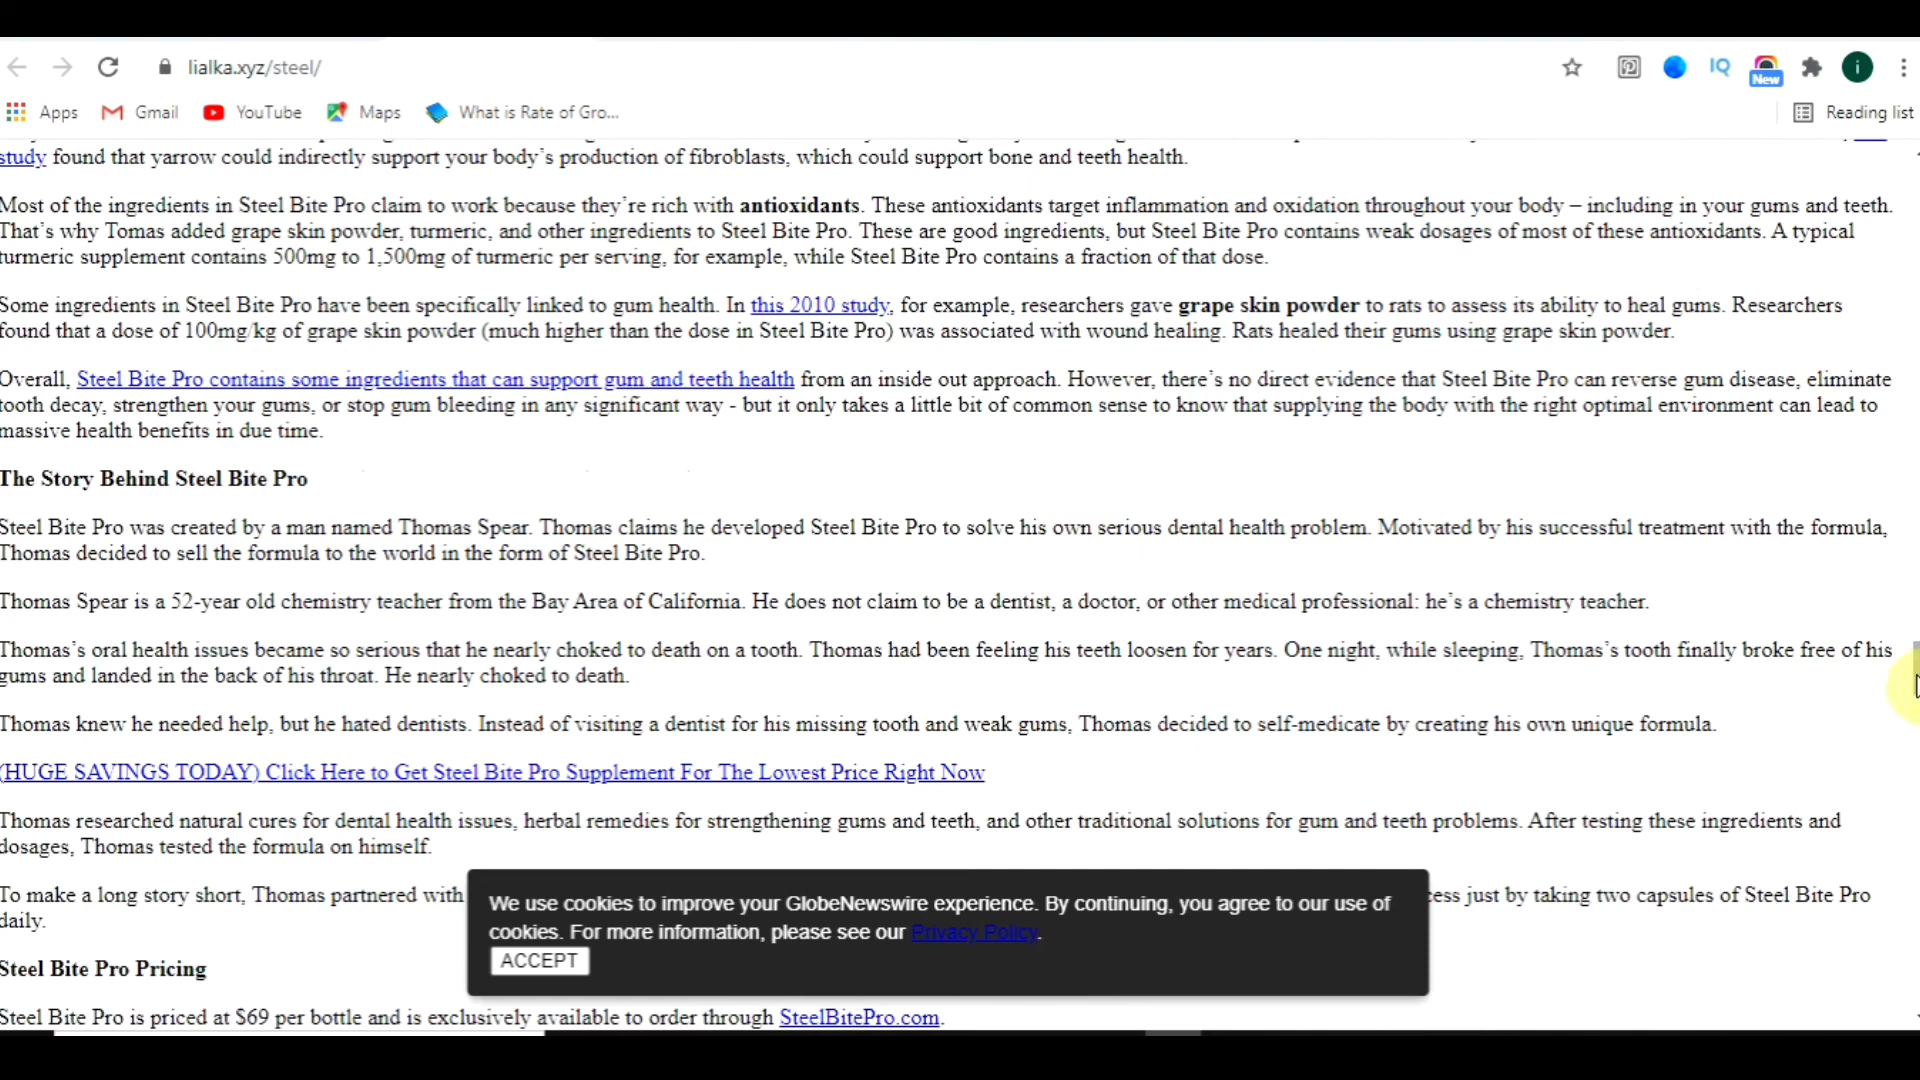 lialka.xyz/steel/
IQ
New
i
Apps
Gmail
YouTube
Maps
What is Rate of Gro...
Reading list
study found that yarrow could indirectly support your body's production of fibroblasts, which could support bone and teeth health.
Most of the ingredients in Steel Bite Pro claim to work because they're rich with antioxidants. These antioxidants target inflammation and oxidation throughout your body – including in your gums and teeth.
That's why Tomas added grape skin powder, turmeric, and other ingredients to Steel Bite Pro. These are good ingredients, but Steel Bite Pro contains weak dosages of most of these antioxidants. A typical
turmeric supplement contains 500mg to 1,500mg of turmeric per serving, for example, while Steel Bite Pro contains a fraction of that dose.
Some ingredients in Steel Bite Pro have been specifically linked to gum health. In this 2010 study, for example, researchers gave grape skin powder to rats to assess its ability to heal gums. Researchers
found that a dose of 100mg/kg of grape skin powder (much higher than the dose in Steel Bite Pro) was associated with wound healing. Rats healed their gums using grape skin powder.
Overall, Steel Bite Pro contains some ingredients that can support gum and teeth health from an inside out approach. However, there's no direct evidence that Steel Bite Pro can reverse gum disease, eliminate
tooth decay, strengthen your gums, or stop gum bleeding in any significant way - but it only takes a little bit of common sense to know that supplying the body with the right optimal environment can lead to
massive health benefits in due time.
The Story Behind Steel Bite Pro
Steel Bite Pro was created by a man named Thomas Spear. Thomas claims he developed Steel Bite Pro to solve his own serious dental health problem. Motivated by his successful treatment with the formula,
Thomas decided to sell the formula to the world in the form of Steel Bite Pro.
Thomas Spear is a 52-year old chemistry teacher from the Bay Area of California. He does not claim to be a dentist, a doctor, or other medical professional: he's a chemistry teacher.
Thomas's oral health issues became so serious that he nearly choked to death on a tooth. Thomas had been feeling his teeth loosen for years. One night, while sleeping, Thomas's tooth finally broke free of his
gums and landed in the back of his throat. He nearly choked to death.
Thomas knew he needed help, but he hated dentists. Instead of visiting a dentist for his missing tooth and weak gums, Thomas decided to self-medicate by creating his own unique formula.
(HUGE SAVINGS TODAY) Click Here to Get Steel Bite Pro Supplement For The Lowest Price Right Now
Thomas researched natural cures for dental health issues, herbal remedies for strengthening gums and teeth, and other traditional solutions for gum and teeth problems. After testing these ingredients and
dosages, Thomas tested the formula on himself.
To make a long story short, Thomas partnered with cess just by taking two capsules of Steel Bite Pro
daily.
We use cookies to improve your GlobeNewswire experience. By continuing, you agree to our use of
cookies. For more information, please see our Privacy Policy.
ACCEPT
Steel Bite Pro Pricing
Steel Bite Pro is priced at $69 per bottle and is exclusively available to order through SteelBitePro.com.